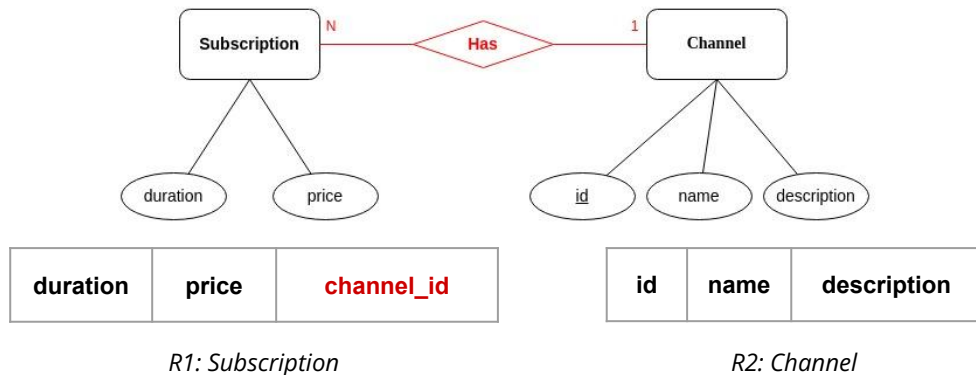 N
1
Subscription
Has
Channel
duration
price
id
name
description
duration
price
channel_id
id
name
description
R1: Subscription
R2: Channel